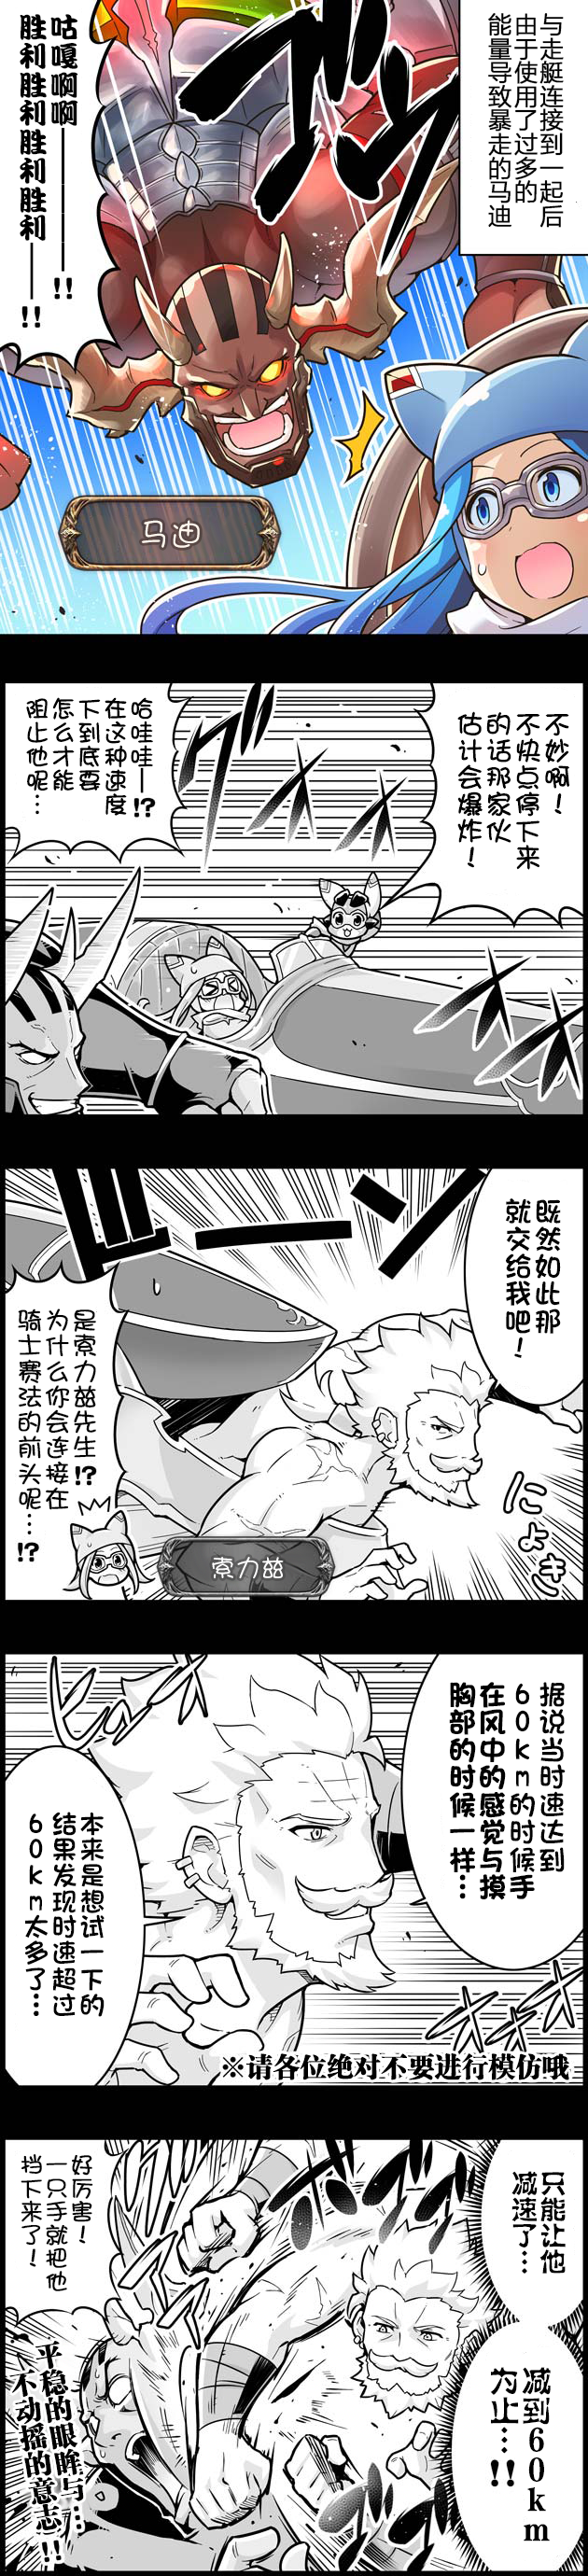 与走艇连接到一起后
由于使用了过多的
能量导致暴走的马迪
ゴゴ
咕嘎啊啊————!!
胜利胜利胜利胜利——!!
马迪
不妙啊！
不快点停下来
的话那家伙
估计会爆炸！
哈哇哇—!?
在这种速度
下到底要
怎么才能
阻止他呢…
既然如此那
就交给我吧！
是索力兹先生!?
为什么你会连接在
骑士赛法的前头呢…!?
にょき
索力兹
据说当时速达到
60km的时候手
在风中的感觉与摸
胸部的时候一样…
本来是想试一下的
结果发现时速超过
60km太多了…
※请各位绝对不要进行模仿哦
只能让他
减速了…
减到60km
为止…!!
好厉害！
一只手就把他
挡下来了！
平稳的眼眸与…
不动摇的意志!!